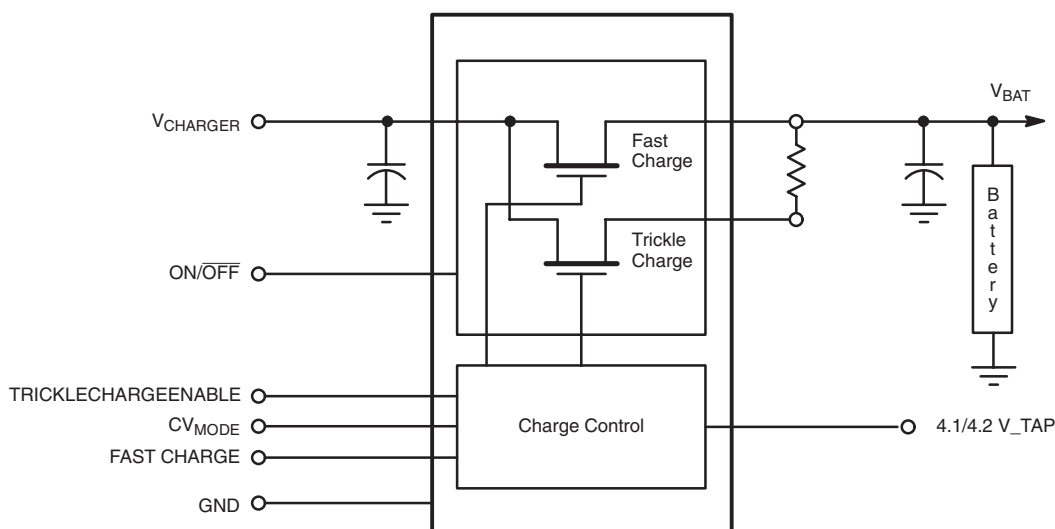 V_BAT
V_CHARGER
Fast
Charge
Trickle
Charge
Battery
ON/O̅F̅F̅
TRICKLECHARGEENABLE
CV_MODE
Charge Control
4.1/4.2 V_TAP
FAST CHARGE
GND